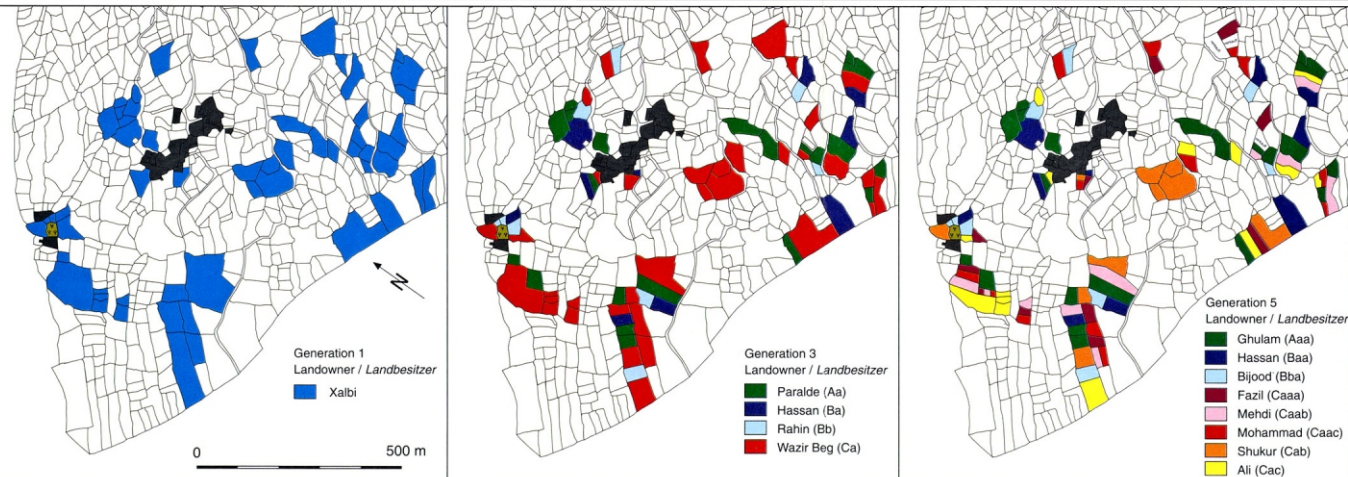 Generation 1
Landowner / Landbesitzer
Xalbi
0 500 m
N
Generation 3
Landowner / Landbesitzer
Paralde (Aa)
Hassan (Ba)
Rahin (Bb)
Wazir Beg (Ca)
Generation 5
Landowner / Landbesitzer
Ghulam (Aaa)
Hassan (Baa)
Bijood (Bba)
Fazil (Caaa)
Mehdi (Caab)
Mohammad (Caac)
Shukur (Cab)
Ali (Cac)